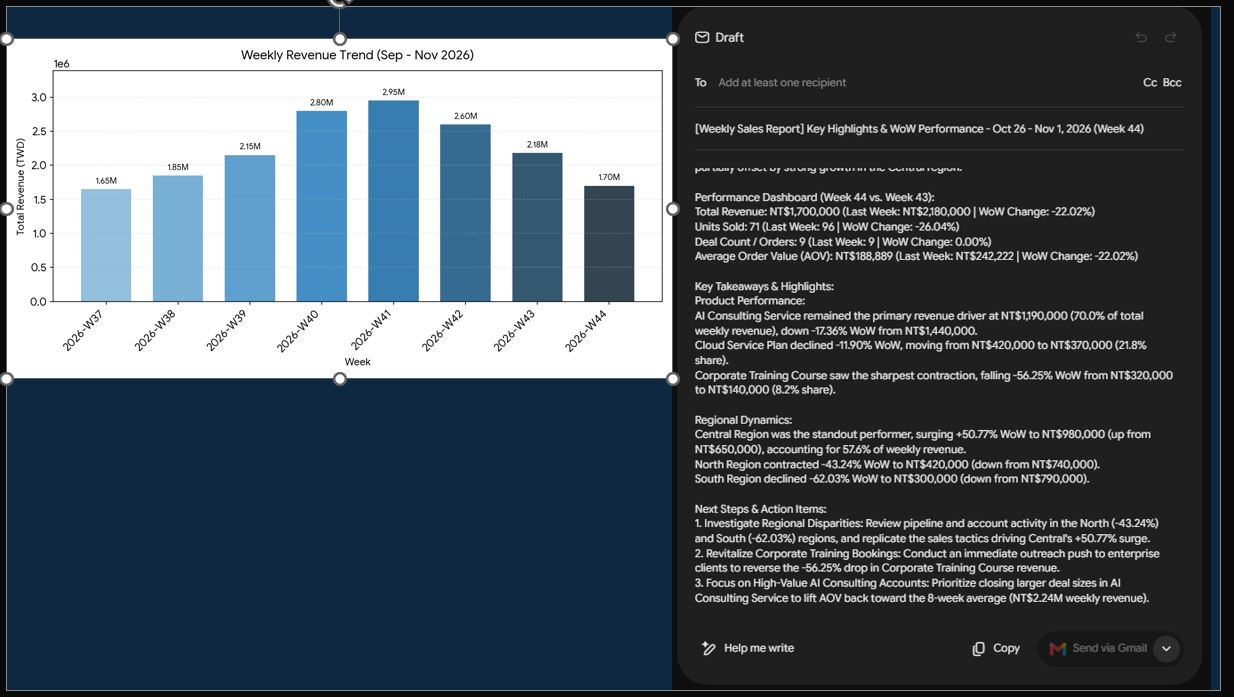 Weekly Revenue Trend (Sep - Nov 2026)
1e6
Total Revenue (TWD)
3.0
2.5
2.0
1.5
1.0
0.5
0.0
1.65M
1.85M
2.15M
2.80M
2.95M
2.60M
2.18M
1.70M
2026-W37
2026-W38
2026-W39
2026-W40
2026-W41
2026-W42
2026-W43
2026-W44
Week
Draft
To Add at least one recipient Cc Bcc
[Weekly Sales Report] Key Highlights & WoW Performance - Oct 26 - Nov 1, 2026 (Week 44)
partially offset by strong growth in the Central region.
Performance Dashboard (Week 44 vs. Week 43):
Total Revenue: NT$1,700,000 (Last Week: NT$2,180,000 | WoW Change: -22.02%)
Units Sold: 71 (Last Week: 96 | WoW Change: -26.04%)
Deal Count / Orders: 9 (Last Week: 9 | WoW Change: 0.00%)
Average Order Value (AOV): NT$188,889 (Last Week: NT$242,222 | WoW Change: -22.02%)
Key Takeaways & Highlights:
Product Performance:
AI Consulting Service remained the primary revenue driver at NT$1,190,000 (70.0% of total
weekly revenue), down -17.36% WoW from NT$1,440,000.
Cloud Service Plan declined -11.90% WoW, moving from NT$420,000 to NT$370,000 (21.8%
share).
Corporate Training Course saw the sharpest contraction, falling -56.25% WoW from NT$320,000
to NT$140,000 (8.2% share).
Regional Dynamics:
Central Region was the standout performer, surging +50.77% WoW to NT$980,000 (up from
NT$650,000), accounting for 57.6% of weekly revenue.
North Region contracted -43.24% WoW to NT$420,000 (down from NT$740,000).
South Region declined -62.03% WoW to NT$300,000 (down from NT$790,000).
Next Steps & Action Items:
1. Investigate Regional Disparities: Review pipeline and account activity in the North (-43.24%)
and South (-62.03%) regions, and replicate the sales tactics driving Central's +50.77% surge.
2. Revitalize Corporate Training Bookings: Conduct an immediate outreach push to enterprise
clients to reverse the -56.25% drop in Corporate Training Course revenue.
3. Focus on High-Value AI Consulting Accounts: Prioritize closing larger deal sizes in AI
Consulting Service to lift AOV back toward the 8-week average (NT$2.24M weekly revenue).
Help me write
Copy
Send via Gmail